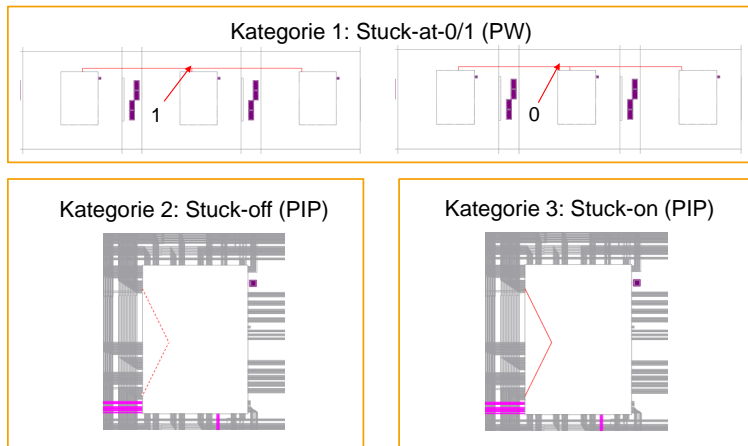 Kategorie 1: Stuck-at-0/1 (PW)
1
0
Kategorie 2: Stuck-off (PIP)
Kategorie 3: Stuck-on (PIP)